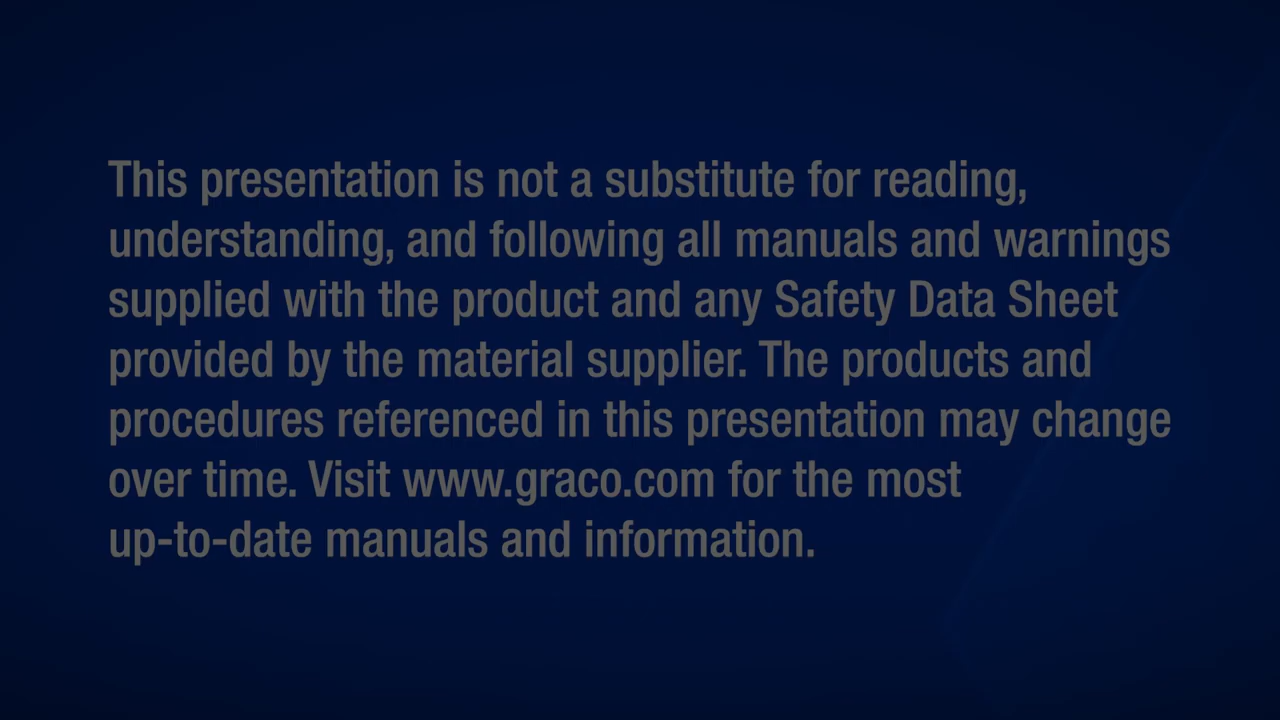 This presentation is not a substitute for reading,
understanding, and following all manuals and warnings
supplied with the product and any Safety Data Sheet
provided by the material supplier. The products and
procedures referenced in this presentation may change
over time. Visit www.graco.com for the most
up-to-date manuals and information.